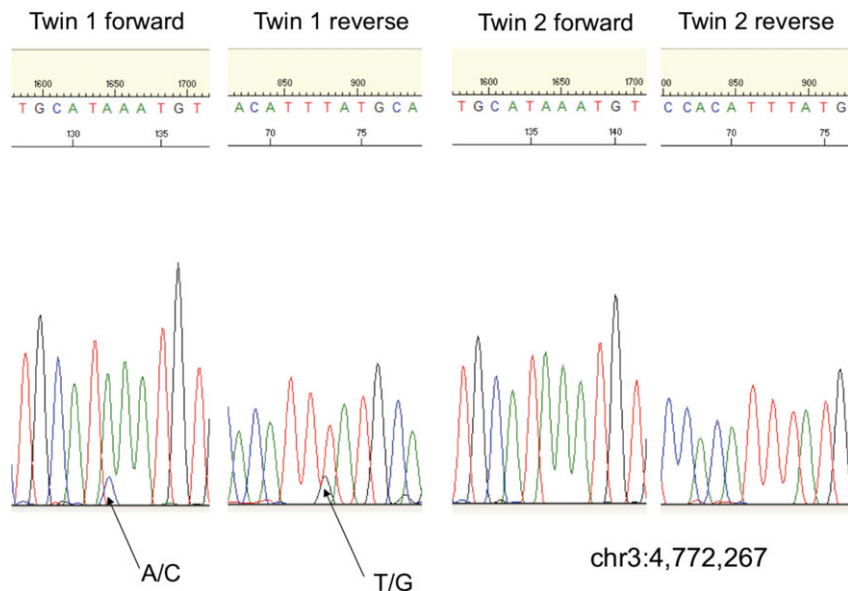 Twin 1 forward
Twin 1 reverse
Twin 2 forward
Twin 2 reverse
1600 1650 1700
T G C A T A A A T G T
130 135
850 900
A C A T T T A T G C A
70 75
1600 1650 1700
T G C A T A A A T G T
135 140
00 850 900
C C A C A T T T A T G
70 75
A/C
T/G
chr3:4,772,267